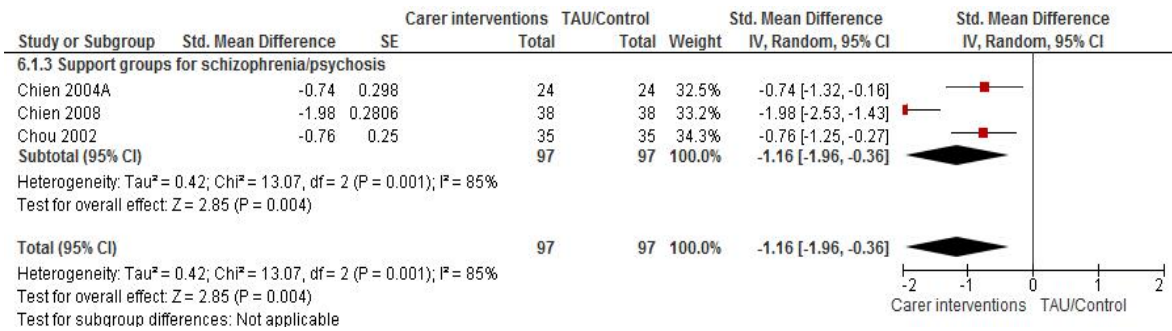 Carer interventions TAU/Control Std. Mean Difference Std. Mean Difference
Study or Subgroup Std. Mean Difference SE Total Total Weight IV, Random, 95% CI IV, Random, 95% CI
6.1.3 Support groups for schizophrenia/psychosis
Chien 2004A -0.74 0.298 24 24 32.5% -0.74 [-1.32, -0.16]
Chien 2008 -1.98 0.2806 38 38 33.2% -1.98 [-2.53, -1.43]
Chou 2002 -0.76 0.25 35 35 34.3% -0.76 [-1.25, -0.27]
Subtotal (95% CI) 97 97 100.0% -1.16 [-1.96, -0.36]
Heterogeneity: Tau² = 0.42; Chi² = 13.07, df = 2 (P = 0.001); I² = 85%
Test for overall effect: Z = 2.85 (P = 0.004)
Total (95% CI) 97 97 100.0% -1.16 [-1.96, -0.36]
Heterogeneity: Tau² = 0.42; Chi² = 13.07, df = 2 (P = 0.001); I² = 85%
Test for overall effect: Z = 2.85 (P = 0.004)
Test for subgroup differences: Not applicable
-2 -1 0 1 2
Carer interventions TAU/Control